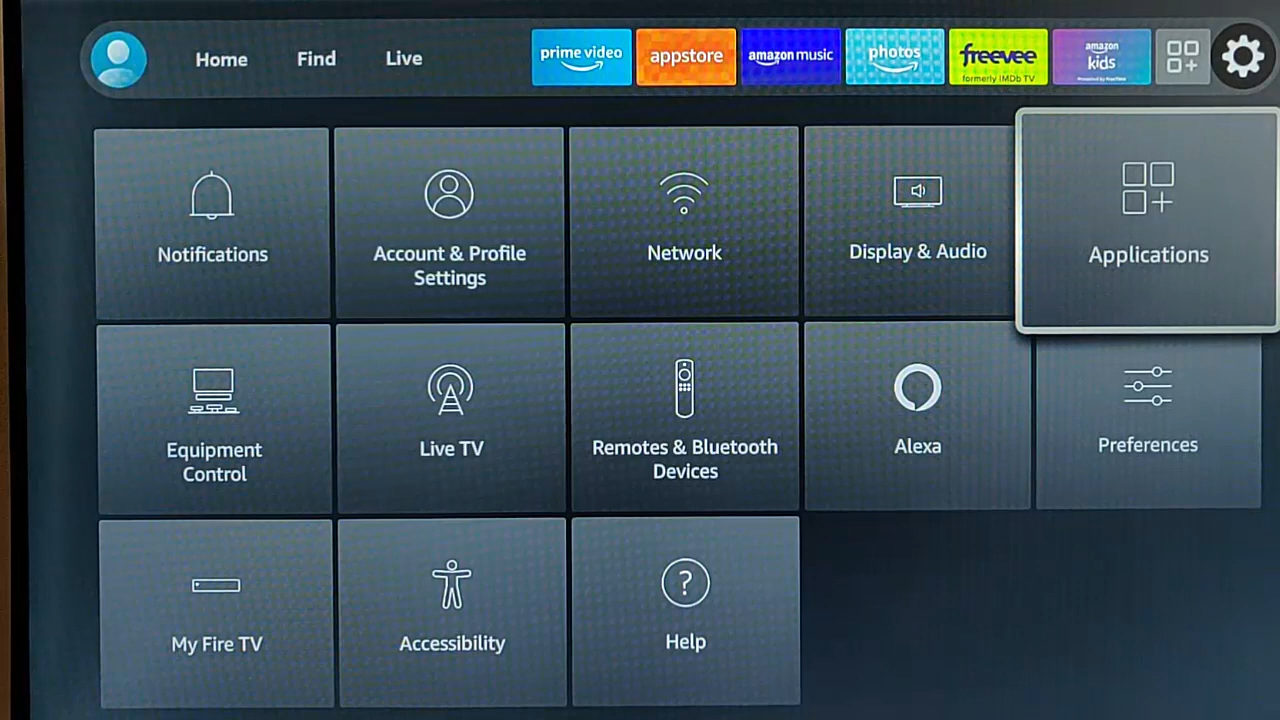 Home Find Live
prime video
appstore
amazon music
photos
freevee
formerly IMDb TV
amazon
kids
Notifications
Account & Profile
Settings
Network
Display & Audio
Applications
Equipment
Control
Live TV
Remotes & Bluetooth
Devices
Alexa
Preferences
My Fire TV
Accessibility
?
Help